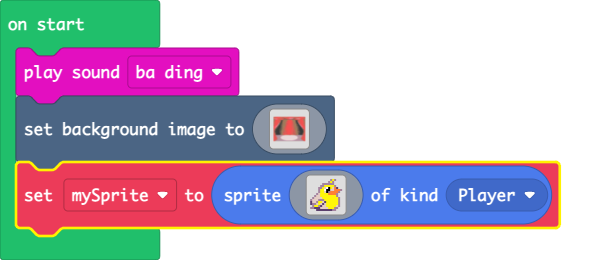 on start
play sound ba ding
set background image to
set mySprite to sprite of kind Player